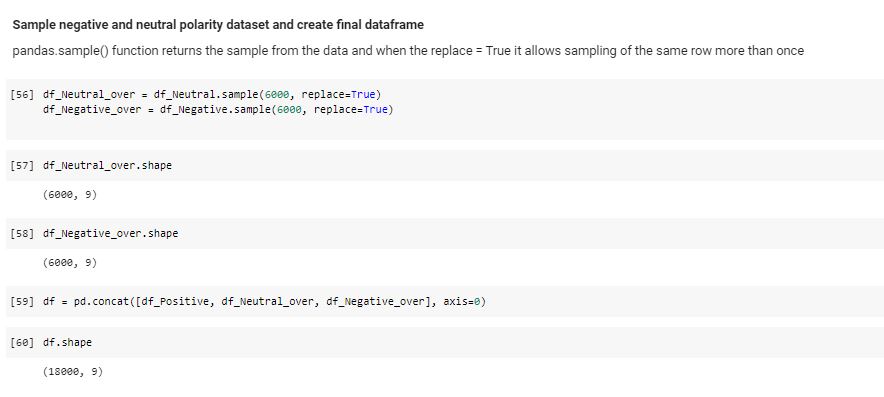 Sample negative and neutral polarity dataset and create final dataframe
pandas.sample() function returns the sample from the data and when the replace = True it allows sampling of the same row more than once
[56] df_Neutral_over = df_Neutral.sample(6000, replace=True)
df_Negative_over = df_Negative.sample(6000, replace=True)
[57] df_Neutral_over.shape
(6000, 9)
[58] df_Negative_over.shape
(6000, 9)
[59] df = pd.concat([df_Positive, df_Neutral_over, df_Negative_over], axis=0)
[60] df.shape
(18000, 9)